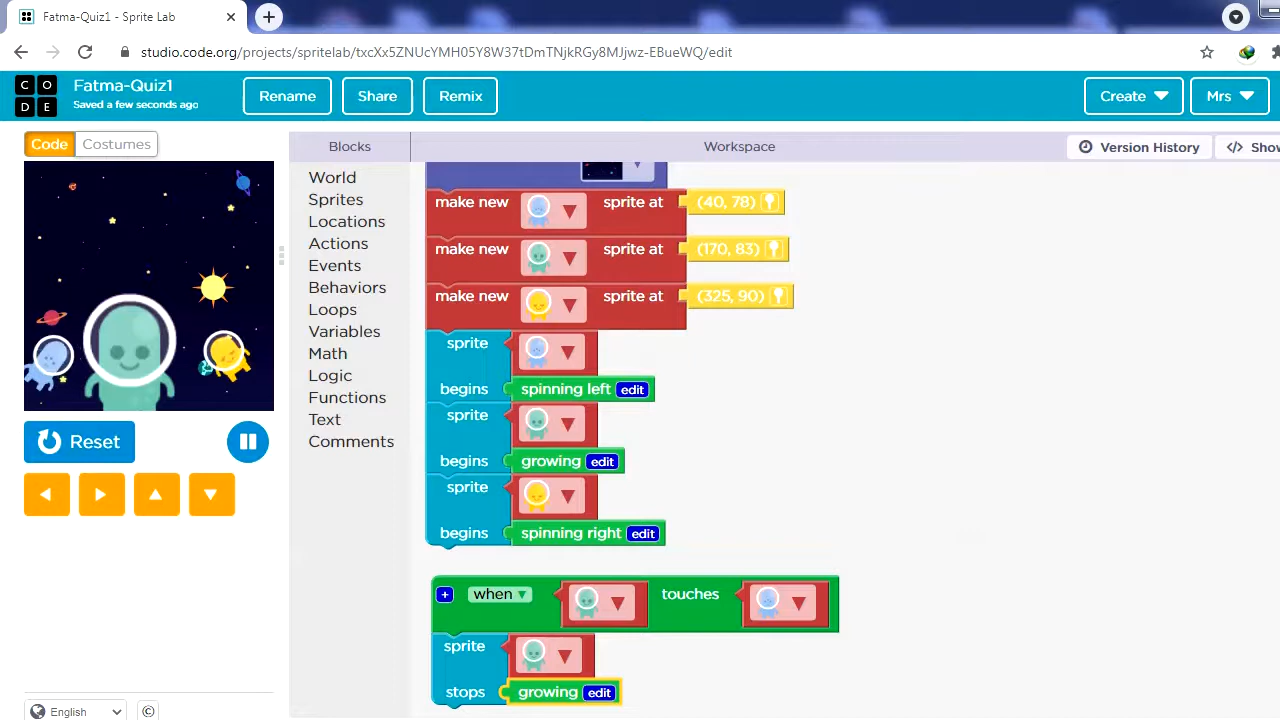 Fatma-Quiz1 - Sprite Lab
studio.code.org/projects/spritelab/txcXx5ZNUcYMH05Y8W37tDmTNjkRGy8MJjwz-EBueWQ/edit
C O D E
Fatma-Quiz1
Saved a few seconds ago
Rename
Share
Remix
Create
Mrs
Code
Costumes
Blocks
Workspace
Version History
Show
World
Sprites
Locations
Actions
Events
Behaviors
Loops
Variables
Math
Logic
Functions
Text
Comments
make new sprite at (40, 78)
make new sprite at (170, 83)
make new sprite at (325, 90)
sprite
begins spinning left edit
sprite
begins growing edit
sprite
begins spinning right edit
when touches
sprite
stops growing edit
Reset
English
©